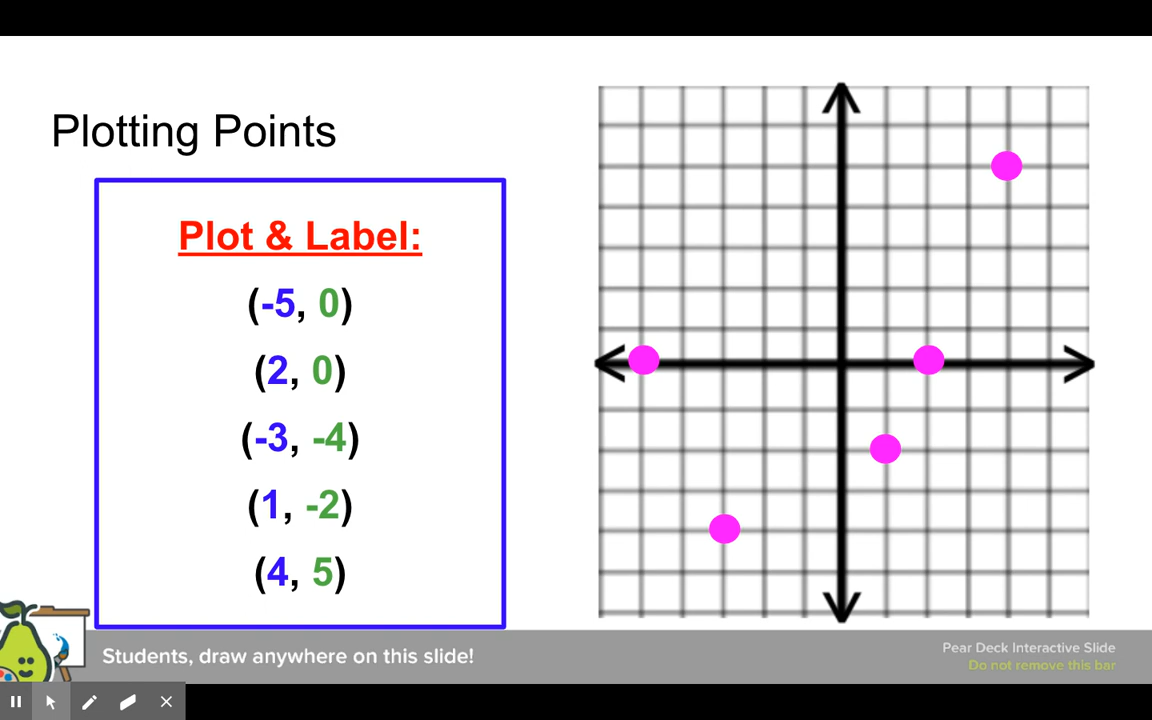 Plotting Points
Plot & Label:
(-5, 0)
(2, 0)
(-3, -4)
(1, -2)
(4, 5)
Students, draw anywhere on this slide!
Pear Deck Interactive Slide
Do not remove this bar